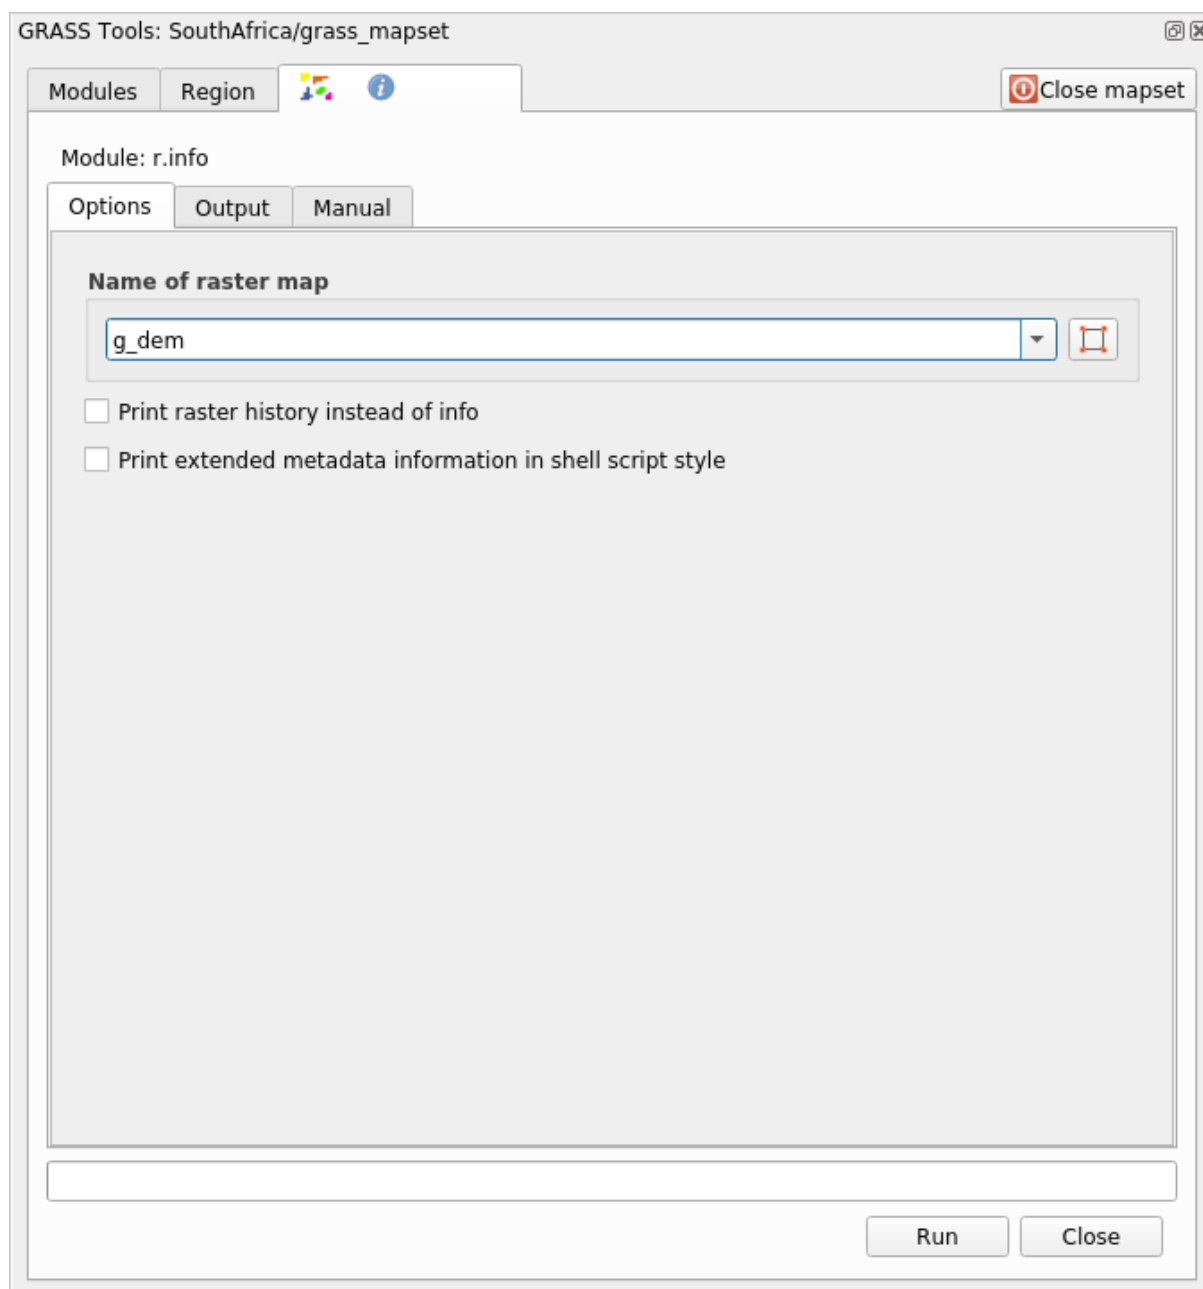 GRASS Tools: SouthAfrica/grass_mapset
Modules Region Close mapset
Module: r.info
Options Output Manual
Name of raster map
g_dem
Print raster history instead of info
Print extended metadata information in shell script style
Run Close